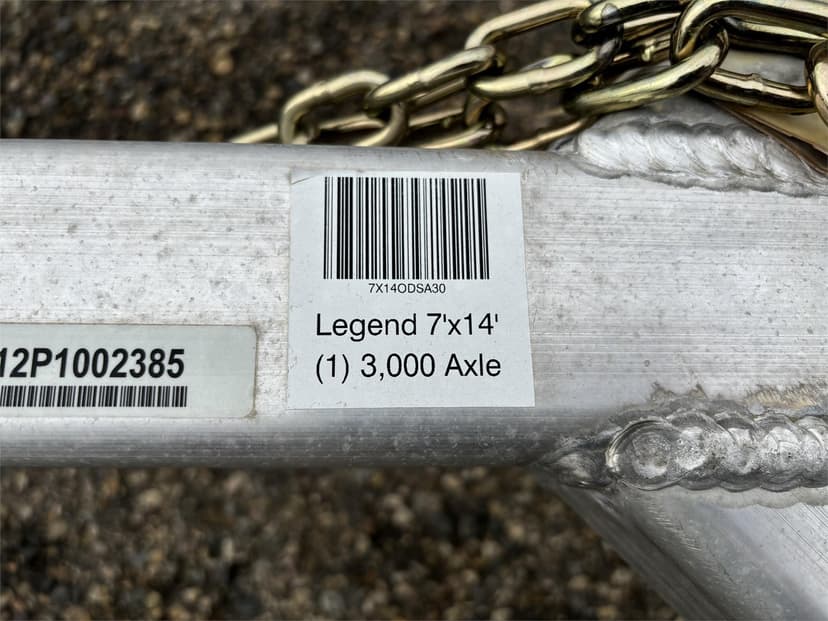 7X14ODSA30
Legend 7'x14'
(1) 3,000 Axle
12P1002385